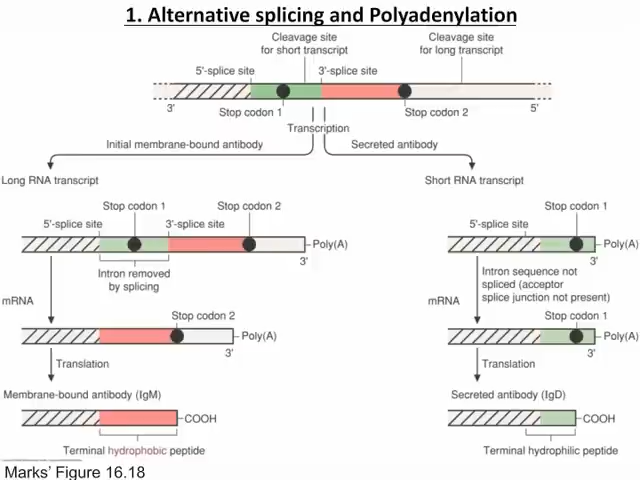 1. Alternative splicing and Polyadenylation
Cleavage site
for short transcript
Cleavage site
for long transcript
5'-splice site
3'-splice site
3'
5'
Stop codon 1
Stop codon 2
Transcription
Initial membrane-bound antibody
Secreted antibody
Long RNA transcript
Short RNA transcript
Stop codon 1
Stop codon 2
5'-splice site
3'-splice site
Poly(A)
3'
Intron removed
by splicing
Stop codon 1
5'-splice site
Poly(A)
3'
Intron sequence not
spliced (acceptor
splice junction not present)
mRNA
Stop codon 2
Poly(A)
3'
mRNA
Stop codon 1
Poly(A)
3'
Translation
Translation
Membrane-bound antibody (IgM)
Secreted antibody (IgD)
COOH
COOH
Terminal hydrophobic peptide
Terminal hydrophilic peptide
Marks' Figure 16.18